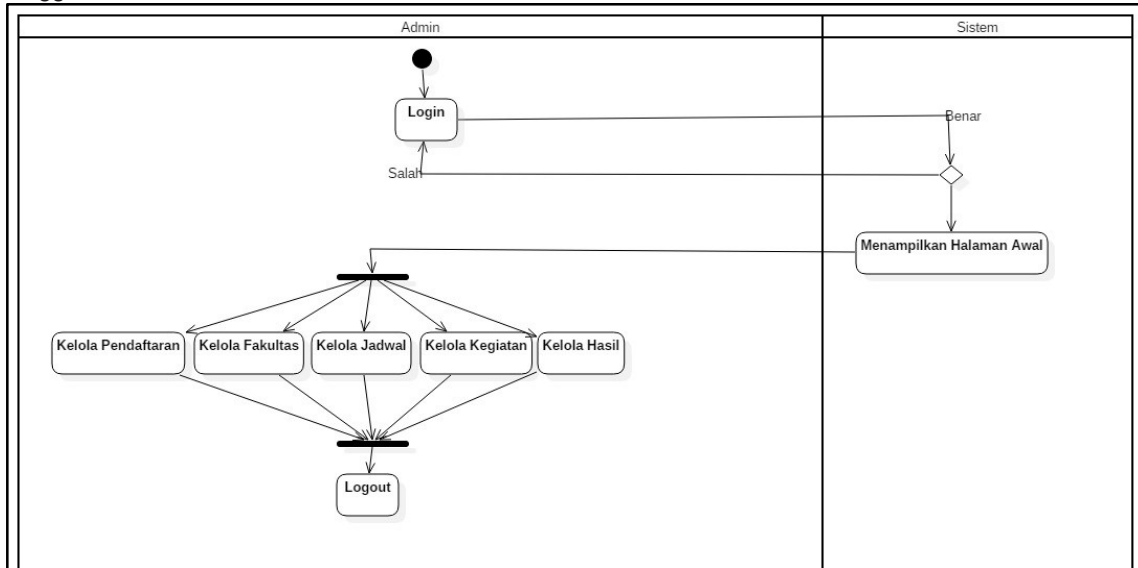 Admin
Sistem
Login
Benar
Salah
Menampilkan Halaman Awal
Kelola Pendaftaran
Kelola Fakultas
Kelola Jadwal
Kelola Kegiatan
Kelola Hasil
Logout